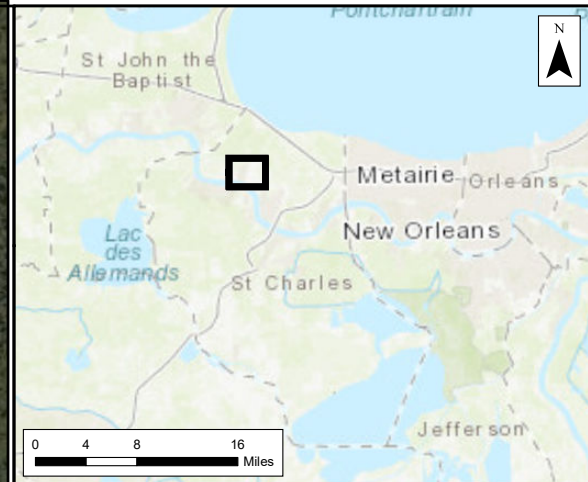 Pontchartrain
N
St John the
Baptist
Metairie
Orleans
New Orleans
Lac
des
Allemands
St Charles
Jefferson
0 4 8 16
Miles